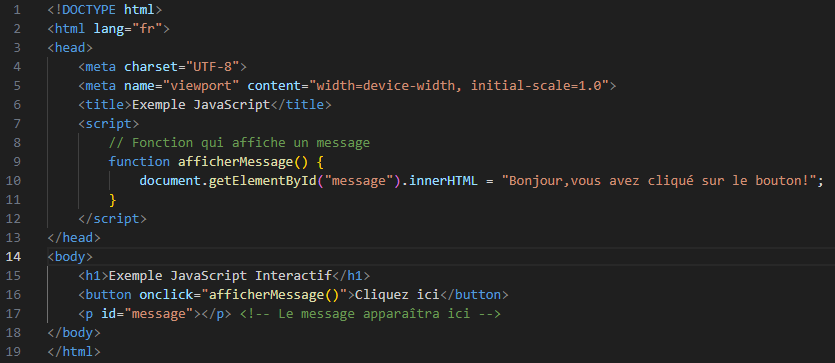 1 <!DOCTYPE html>
2 <html lang="fr">
3 <head>
4     <meta charset="UTF-8">
5     <meta name="viewport" content="width=device-width, initial-scale=1.0">
6     <title>Exemple JavaScript</title>
7     <script>
8         // Fonction qui affiche un message
9         function afficherMessage() {
10             document.getElementById("message").innerHTML = "Bonjour,vous avez cliqué sur le bouton!";
11         }
12     </script>
13 </head>
14 <body>
15     <h1>Exemple JavaScript Interactif</h1>
16     <button onclick="afficherMessage()">Cliquez ici</button>
17     <p id="message"></p> <!-- Le message apparaîtra ici -->
18 </body>
19 </html>